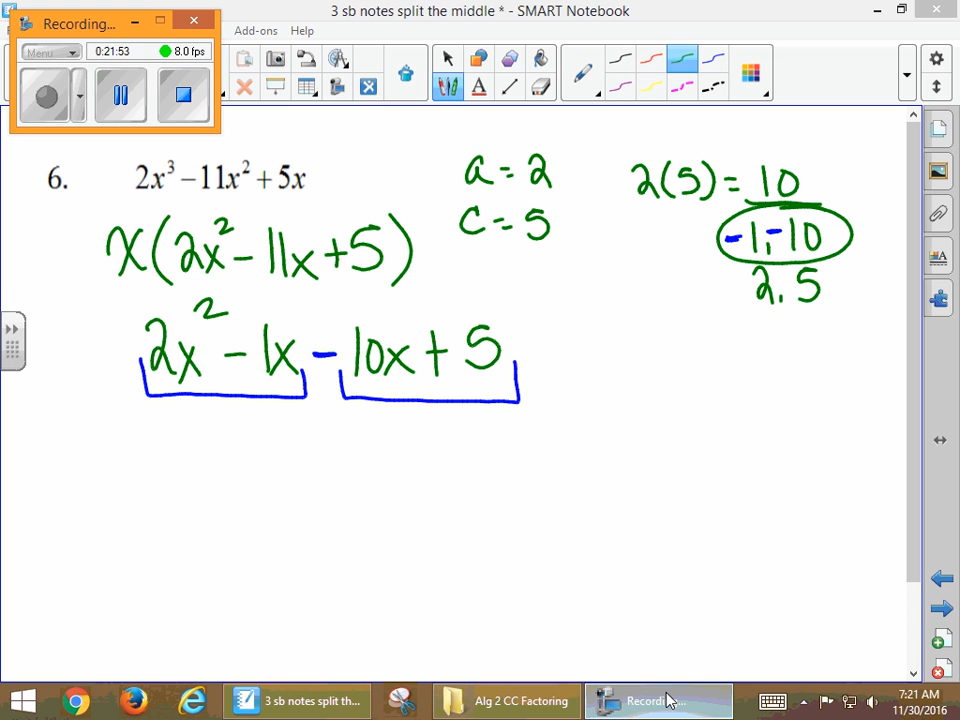 3 sb notes split the middle * - SMART Notebook
Recording...
Menu 0:21:53 8.0 fps
Add-ons Help
6. 2x³ – 11x² + 5x
a = 2
c = 5
2(5) = 10
-1, -10
2, 5
x(2x² - 11x + 5)
2x² - 1x - 10x + 5
3 sb notes split th...
Alg 2 CC Factoring
Recording...
7:21 AM
11/30/2016